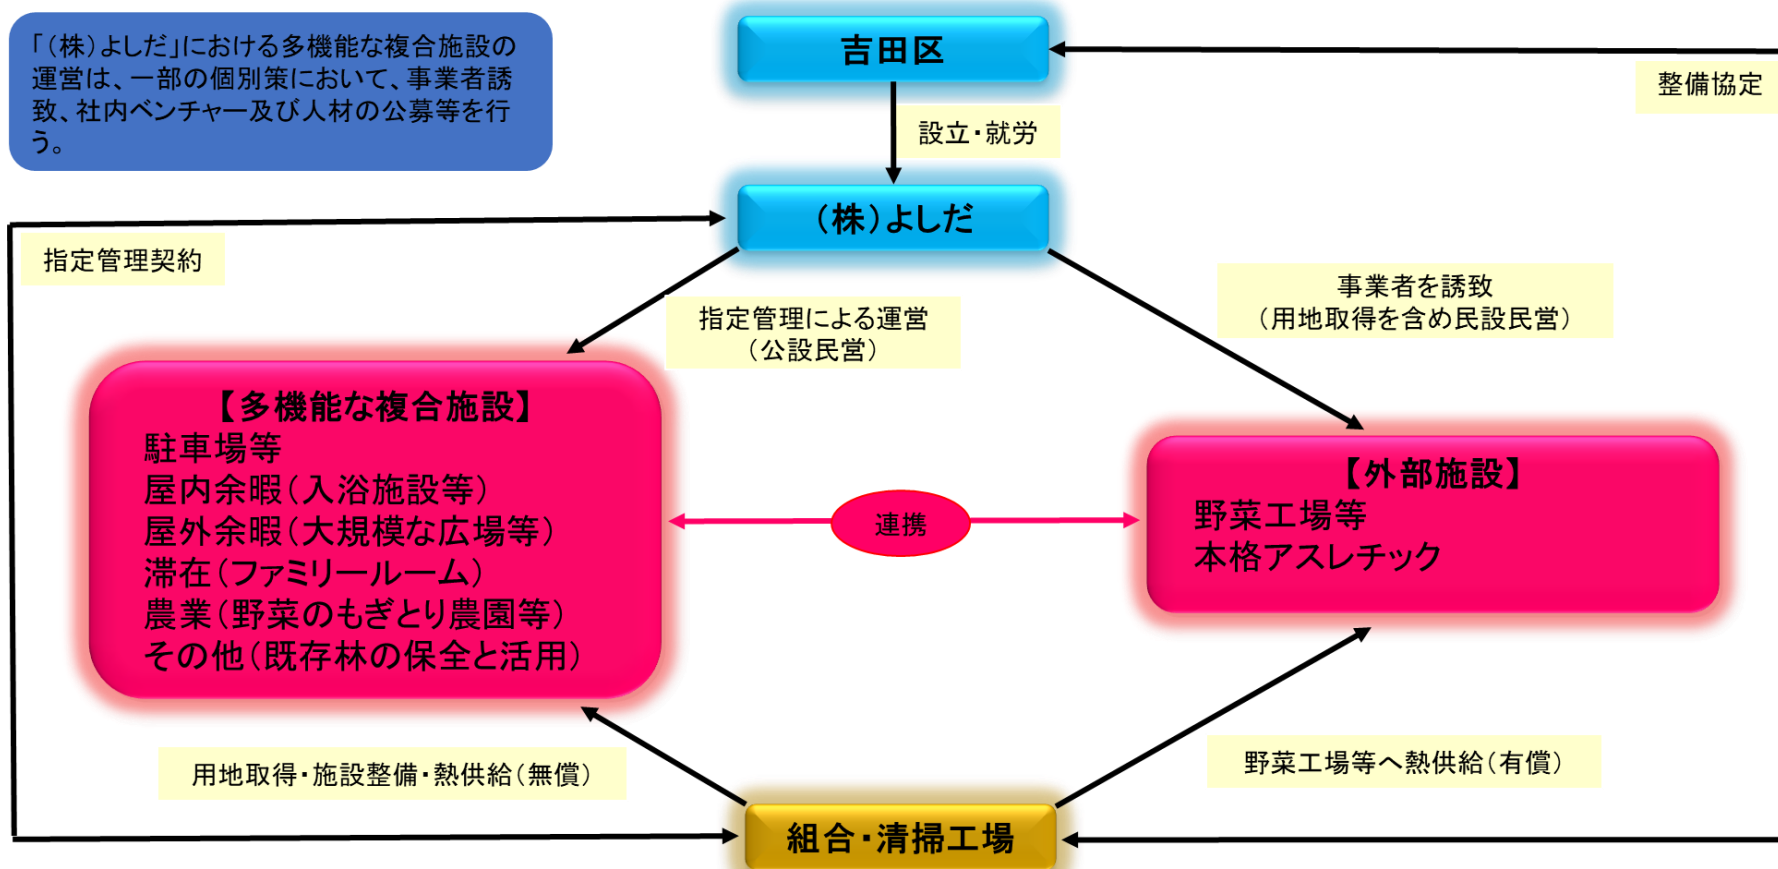 「(株)よしだ」における多機能な複合施設の
運営は、一部の個別策において、事業者誘
致、社内ベンチャー及び人材の公募等を行
う。
吉田区
整備協定
設立・就労
(株)よしだ
指定管理契約
指定管理による運営
(公設民営)
事業者を誘致
(用地取得を含め民設民営)
【多機能な複合施設】
駐車場等
屋内余暇(入浴施設等)
屋外余暇(大規模な広場等)
滞在(ファミリールーム)
農業(野菜のもぎとり農園等)
その他(既存林の保全と活用)
連携
【外部施設】
野菜工場等
本格アスレチック
用地取得・施設整備・熱供給(無償)
野菜工場等へ熱供給(有償)
組合・清掃工場